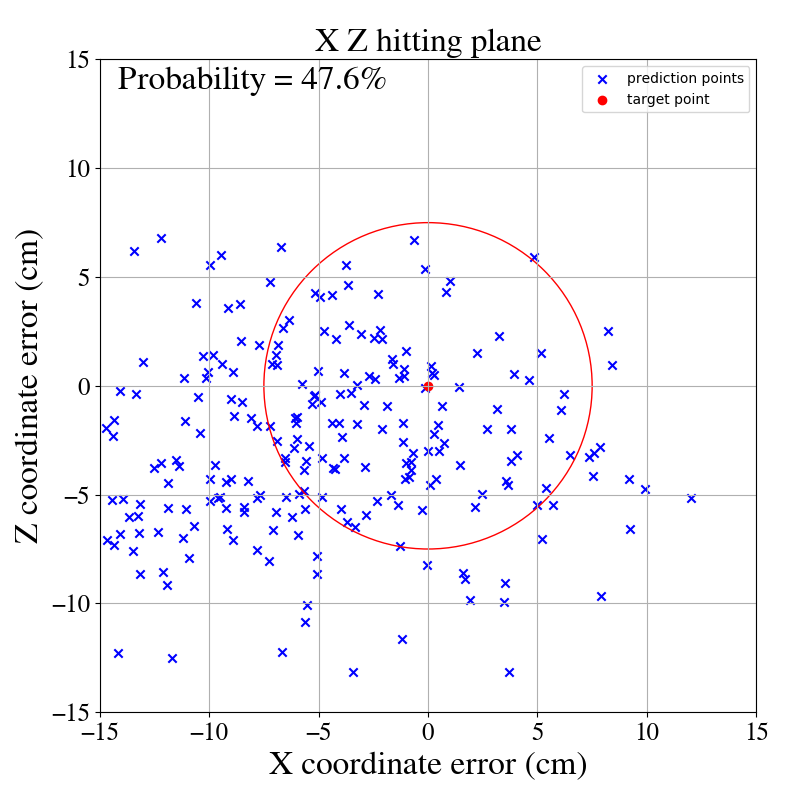 X Z hitting plane
Probability = 47.6%
prediction points
target point
Z coordinate error (cm)
15
10
5
0
−5
−10
−15
−15
−10
−5
0
5
10
15
X coordinate error (cm)